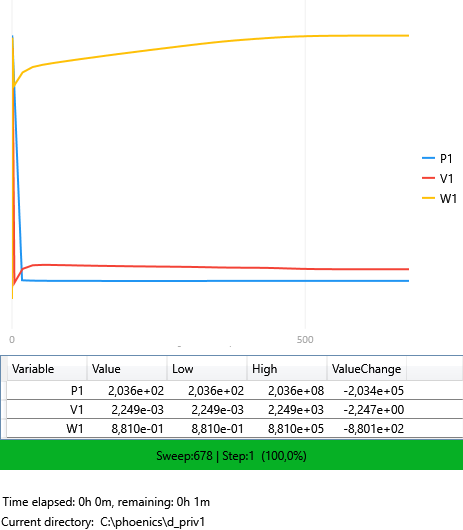 P1
V1
W1
0 500
Variable Value Low High ValueChange
P1 2,036e+02 2,036e+02 2,036e+08 -2,034e+05
V1 2,249e-03 2,249e-03 2,249e+03 -2,247e+00
W1 8,810e-01 8,810e-01 8,810e+05 -8,801e+02
Sweep:678 | Step:1 (100,0%)
Time elapsed: 0h 0m, remaining: 0h 1m
Current directory: C:\phoenics\d_priv1